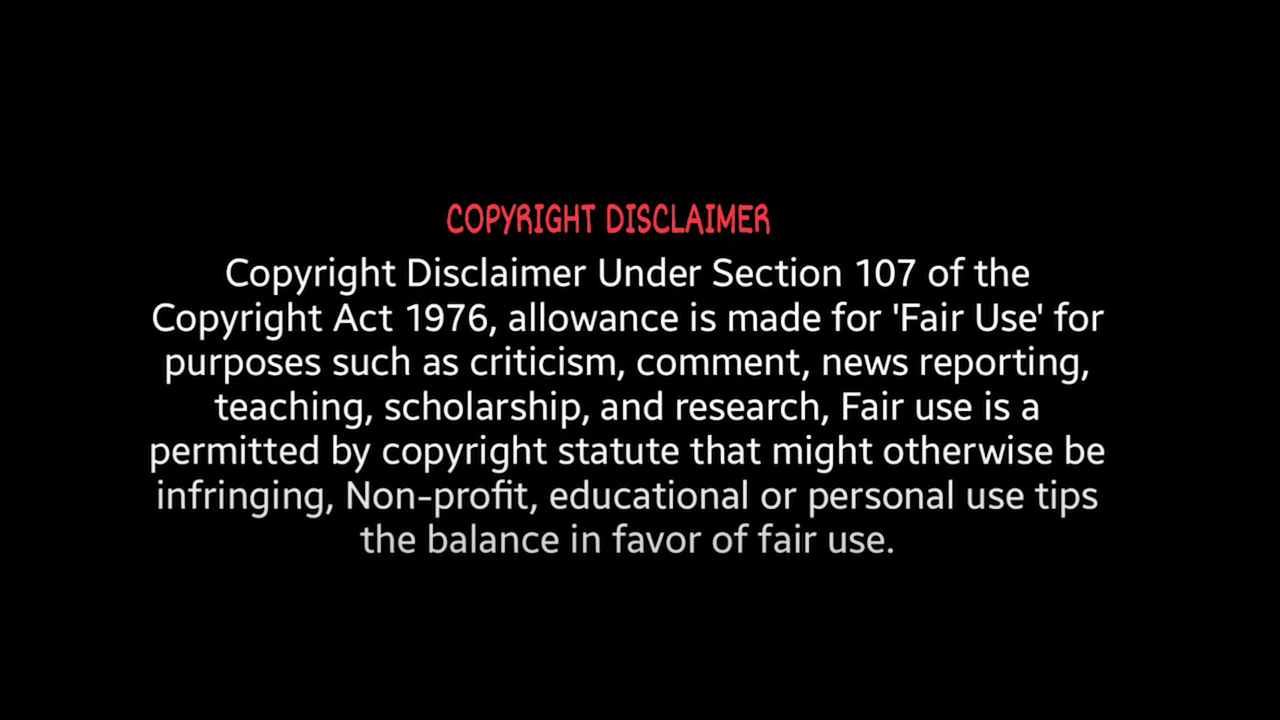 COPYRIGHT DISCLAIMER
Copyright Disclaimer Under Section 107 of the
Copyright Act 1976, allowance is made for 'Fair Use' for
purposes such as criticism, comment, news reporting,
teaching, scholarship, and research, Fair use is a
permitted by copyright statute that might otherwise be
infringing, Non-profit, educational or personal use tips
the balance in favor of fair use.